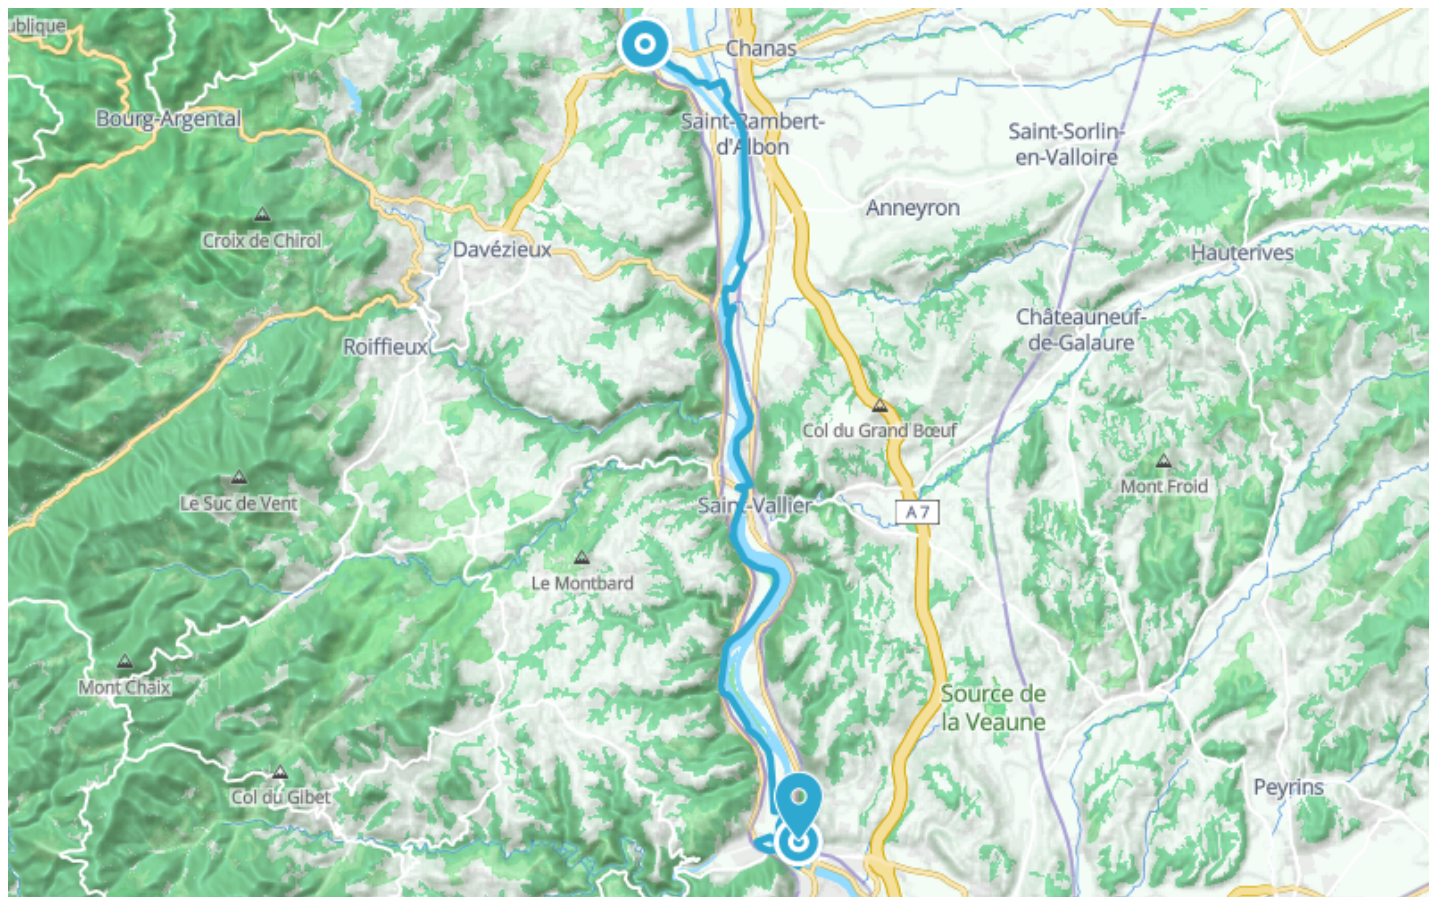 ublique
Chanas
Bourg-Argental
Saint-Rambert-
d'Albon
Saint-Sorlin-
en-Valloire
Anneyron
Croix de Chirol
Davézieux
Hauterives
Châteauneuf-
de-Galaure
Roiffieux
Col du Grand Bœuf
Le Suc de Vent
Mont Froid
Saint-Vallier
A 7
Le Montbard
Mont Chaix
Source de
la Veaune
Col du Gibet
Peyrins